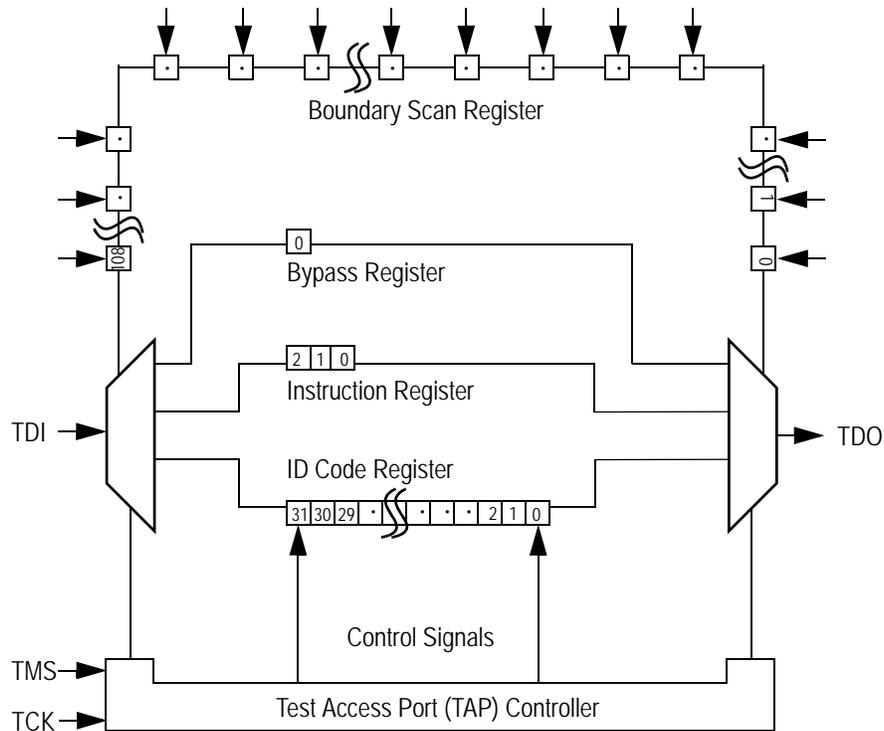 · · · · · · · ·
Boundary Scan Register
· ·
· 1
108 0
0
Bypass Register
2 1 0
Instruction Register
TDI TDO
ID Code Register
31 30 29 · · · · 2 1 0
Control Signals
TMS
Test Access Port (TAP) Controller
TCK